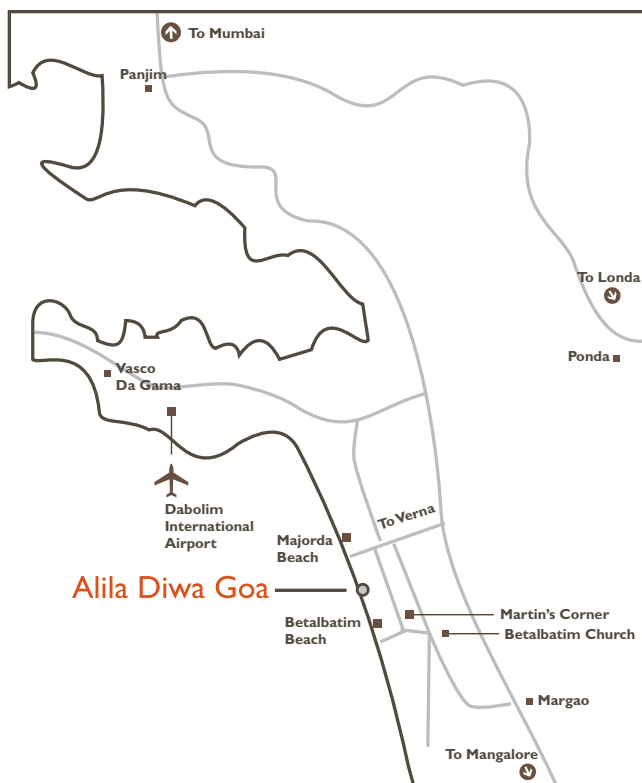 To Mumbai
Panjim
To Londa
Ponda
Vasco
Da Gama
Dabolim
International
Airport
To Verna
Majorda
Beach
Alila Diwa Goa
Betalbatim
Beach
Martin's Corner
Betalbatim Church
Margao
To Mangalore